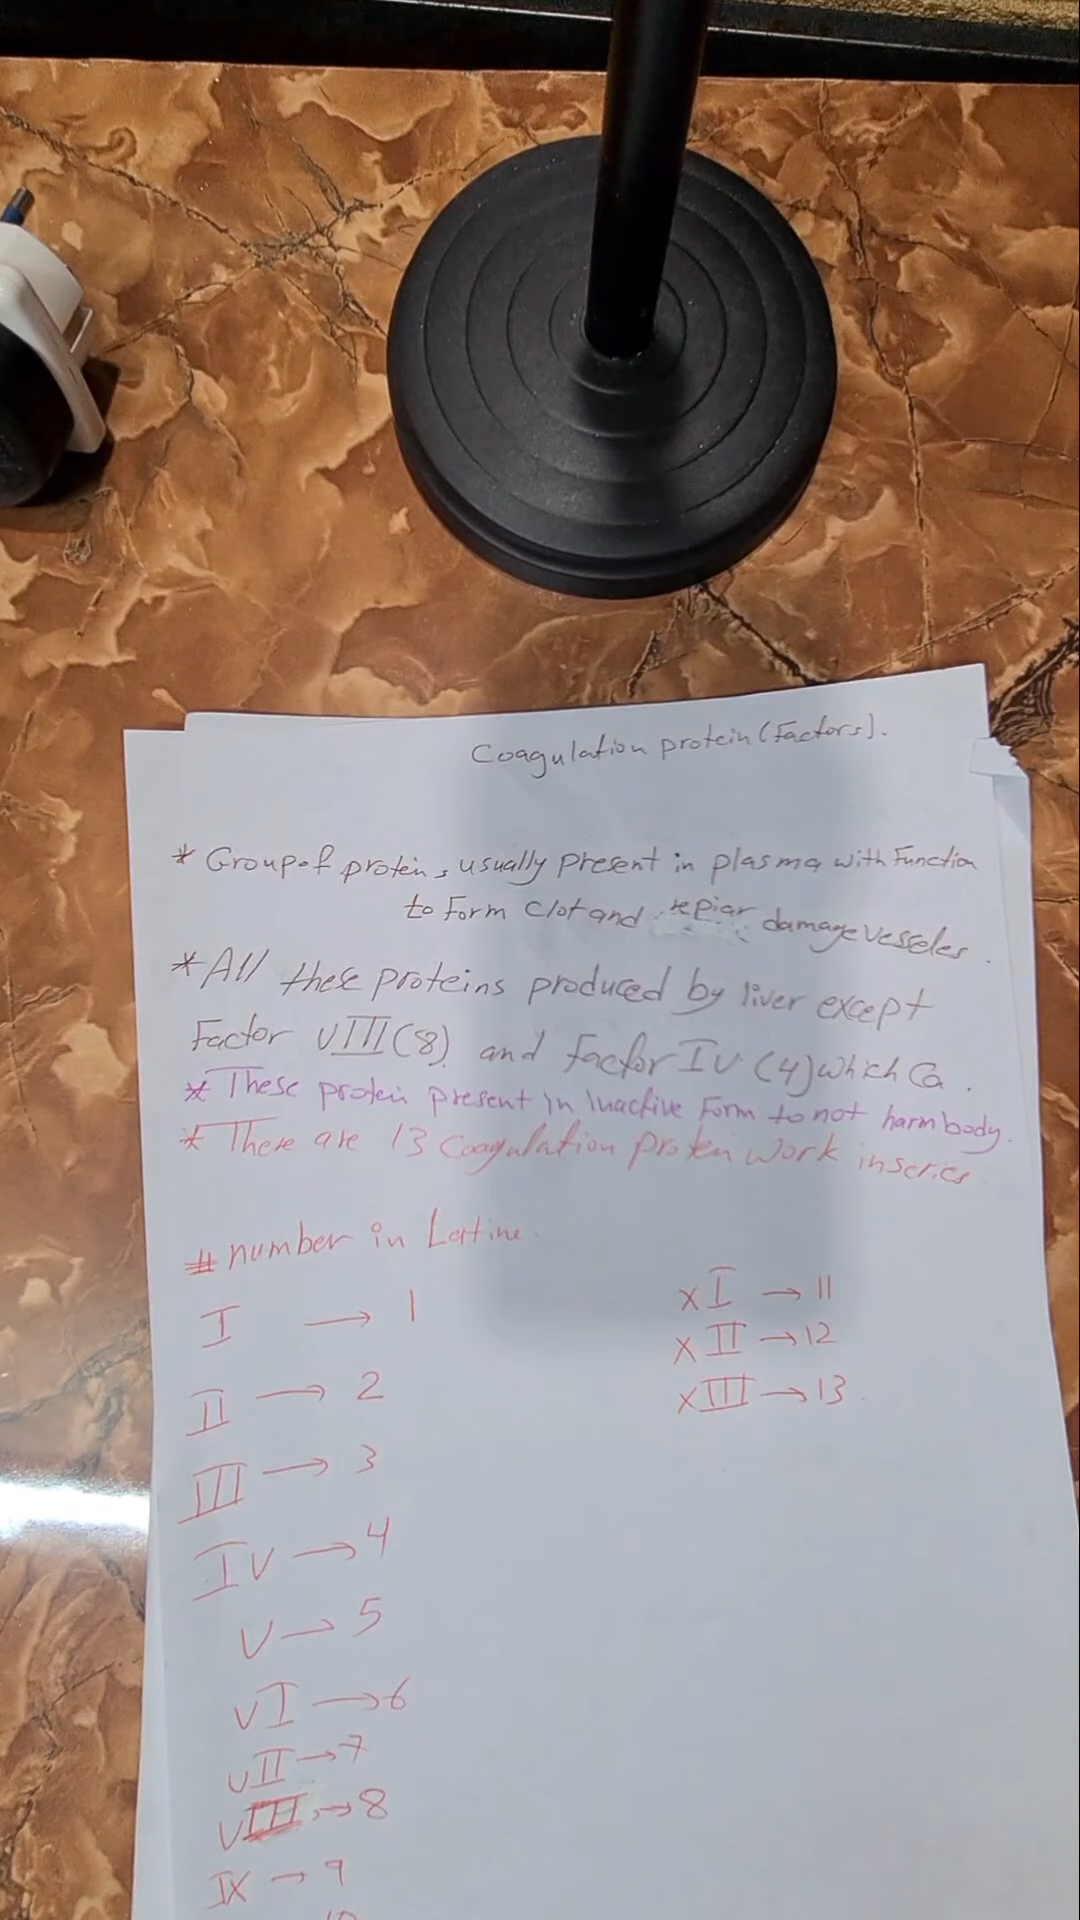 Coagulation protein (Factors).
* Group of protein, usually present in plasma with Function
to Form clot and repiar damage vesseles.
* All these proteins produced by liver except
Factor VIII (8) and Factor IV (4) which Ca.
* These protein present in inactive Form to not harm body.
* There are 13 Coagulation protein work in series
# number in Latine.
I → 1
II → 2
III → 3
IV → 4
V → 5
VI → 6
VII → 7
VIII → 8
IX → 9
10
XI → 11
XII → 12
XIII → 13.